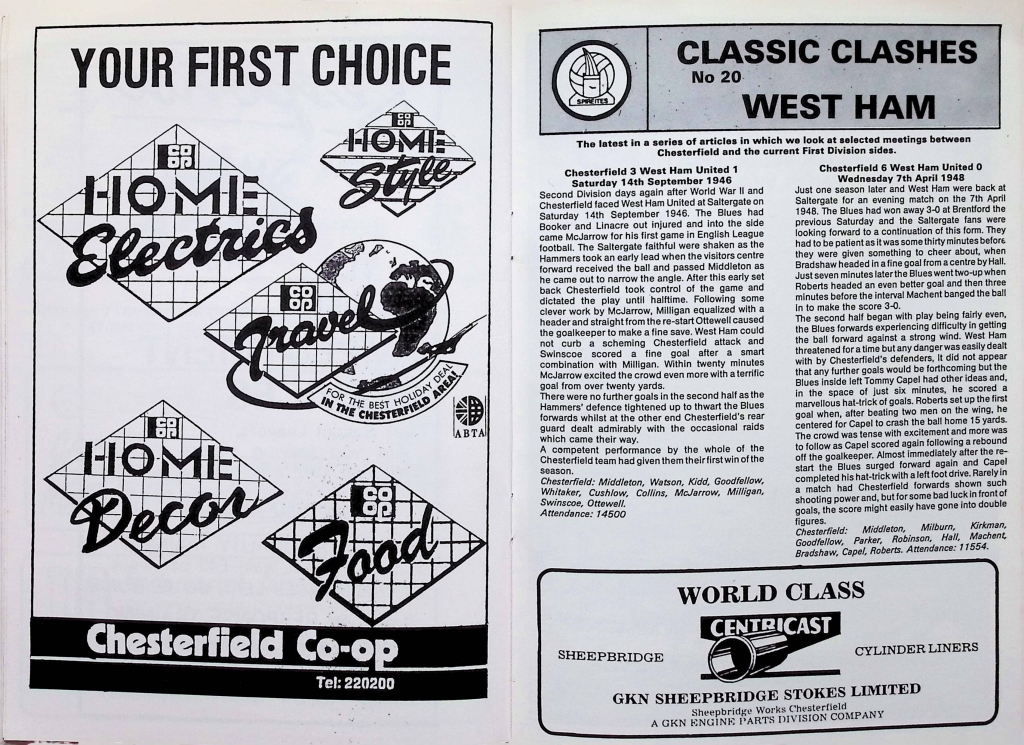 YOUR FIRST CHOICE
CO
OP
HOME
Style
CO
OP
HOME
Electrics
CO
OP
Travel
FOR THE BEST HOLIDAY DEALS
IN THE CHESTERFIELD AREA!
ABTA
CO
OP
HOME
Decor
CO
OP
Food
Chesterfield Co-op
Tel: 220200
SPIREITES
CLASSIC CLASHES
No 20
WEST HAM
The latest in a series of articles in which we look at selected meetings between
Chesterfield and the current First Division sides.
Chesterfield 3 West Ham United 1
Saturday 14th September 1946
Second Division days again after World War II and
Chesterfield faced West Ham United at Saltergate on
Saturday 14th September 1946. The Blues had
Booker and Linacre out injured and into the side
came McJarrow for his first game in English League
football. The Saltergate faithful were shaken as the
Hammers took an early lead when the visitors centre
forward received the ball and passed Middleton as
he came out to narrow the angle. After this early set
back Chesterfield took control of the game and
dictated the play until halftime. Following some
clever work by McJarrow, Milligan equalized with a
header and straight from the re-start Ottewell caused
the goalkeeper to make a fine save. West Ham could
not curb a scheming Chesterfield attack and
Swinscoe scored a fine goal after a smart
combination with Milligan. Within twenty minutes
McJarrow excited the crowd even more with a terrific
goal from over twenty yards.
There were no further goals in the second half as the
Hammers' defence tightened up to thwart the Blues
forwards whilst at the other end Chesterfield's rear
guard dealt admirably with the occasional raids
which came their way.
A competent performance by the whole of the
Chesterfield team had given them their first win of the
season.
Chesterfield: Middleton, Watson, Kidd, Goodfellow,
Whitaker, Cushlow, Collins, McJarrow, Milligan,
Swinscoe, Ottewell.
Attendance: 14500
Chesterfield 6 West Ham United 0
Wednesday 7th April 1948
Just one season later and West Ham were back at
Saltergate for an evening match on the 7th April
1948. The Blues had won away 3-0 at Brentford the
previous Saturday and the Saltergate fans were
looking forward to a continuation of this form. They
had to be patient as it was some thirty minutes before
they were given something to cheer about, when
Bradshaw headed in a fine goal from a centre by Hall.
Just seven minutes later the Blues went two-up when
Roberts headed an even better goal and then three
minutes before the interval Machent banged the ball
in to make the score 3-0.
The second half began with play being fairly even,
the Blues forwards experiencing difficulty in getting
the ball forward against a strong wind. West Ham
threatened for a time but any danger was easily dealt
with by Chesterfield's defenders, It did not appear
that any further goals would be forthcoming but the
Blues inside left Tommy Capel had other ideas and,
in the space of just six minutes, he scored a
marvellous hat-trick of goals. Roberts set up the first
goal when, after beating two men on the wing, he
centered for Capel to crash the ball home 15 yards.
The crowd was tense with excitement and more was
to follow as Capel scored again following a rebound
off the goalkeeper. Almost immediately after the re-
start the Blues surged forward again and Capel
completed his hat-trick with a left foot drive. Rarely in
a match had Chesterfield forwards shown such
shooting power and, but for some bad luck in front of
goals, the score might easily have gone into double
figures.
Chesterfield: Middleton, Milburn, Kirkman,
Goodfellow, Parker, Robinson, Hall, Machent,
Bradshaw, Capel, Roberts. Attendance: 11554.
WORLD CLASS
CENTRICAST
SHEEPBRIDGE
CYLINDER LINERS
GKN SHEEPBRIDGE STOKES LIMITED
Sheepbridge Works Chesterfield
A GKN ENGINE PARTS DIVISION COMPANY